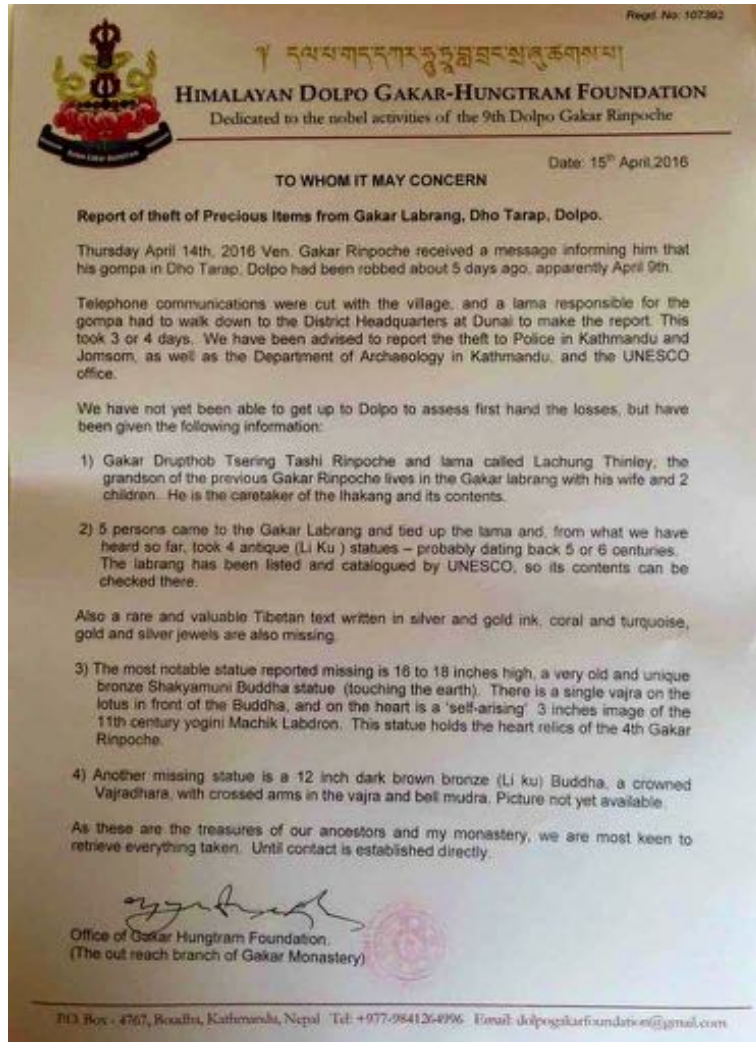 Regd. No: 107392
HIMALAYAN DOLPO GAKAR-HUNGTRAM FOUNDATION
Dedicated to the nobel activities of the 9th Dolpo Gakar Rinpoche
Date: 15th April,2016
TO WHOM IT MAY CONCERN
Report of theft of Precious Items from Gakar Labrang, Dho Tarap, Dolpo.
Thursday April 14th, 2016 Ven. Gakar Rinpoche received a message informing him that
his gompa in Dho Tarap, Dolpo had been robbed about 5 days ago, apparently April 9th.
Telephone communications were cut with the village, and a lama responsible for the
gompa had to walk down to the District Headquarters at Dunai to make the report. This
took 3 or 4 days. We have been advised to report the theft to Police in Kathmandu and
Jomsom, as well as the Department of Archaeology in Kathmandu, and the UNESCO
office.
We have not yet been able to get up to Dolpo to assess first hand the losses, but have
been given the following information:
1) Gakar Drupthob Tsering Tashi Rinpoche and lama called Lachung Thinley, the
grandson of the previous Gakar Rinpoche lives in the Gakar labrang with his wife and 2
children. He is the caretaker of the lhakang and its contents.
2) 5 persons came to the Gakar Labrang and tied up the lama and, from what we have
heard so far, took 4 antique (Li Ku ) statues – probably dating back 5 or 6 centuries.
The labrang has been listed and catalogued by UNESCO, so its contents can be
checked there.
Also a rare and valuable Tibetan text written in silver and gold ink, coral and turquoise,
gold and silver jewels are also missing.
3) The most notable statue reported missing is 16 to 18 inches high, a very old and unique
bronze Shakyamuni Buddha statue (touching the earth). There is a single vajra on the
lotus in front of the Buddha, and on the heart is a 'self-arising' 3 inches image of the
11th century yogini Machik Labdron. This statue holds the heart relics of the 4th Gakar
Rinpoche.
4) Another missing statue is a 12 inch dark brown bronze (Li ku) Buddha, a crowned
Vajradhara, with crossed arms in the vajra and bell mudra. Picture not yet available.
As these are the treasures of our ancestors and my monastery, we are most keen to
retrieve everything taken. Until contact is established directly.
Office of Gakar Hungtram Foundation.
(The out reach branch of Gakar Monastery)
P.O. Box - 4767, Boudha, Kathmandu, Nepal Tel: +977-9841264996 Email: dolpogakarfoundation@gmail.com